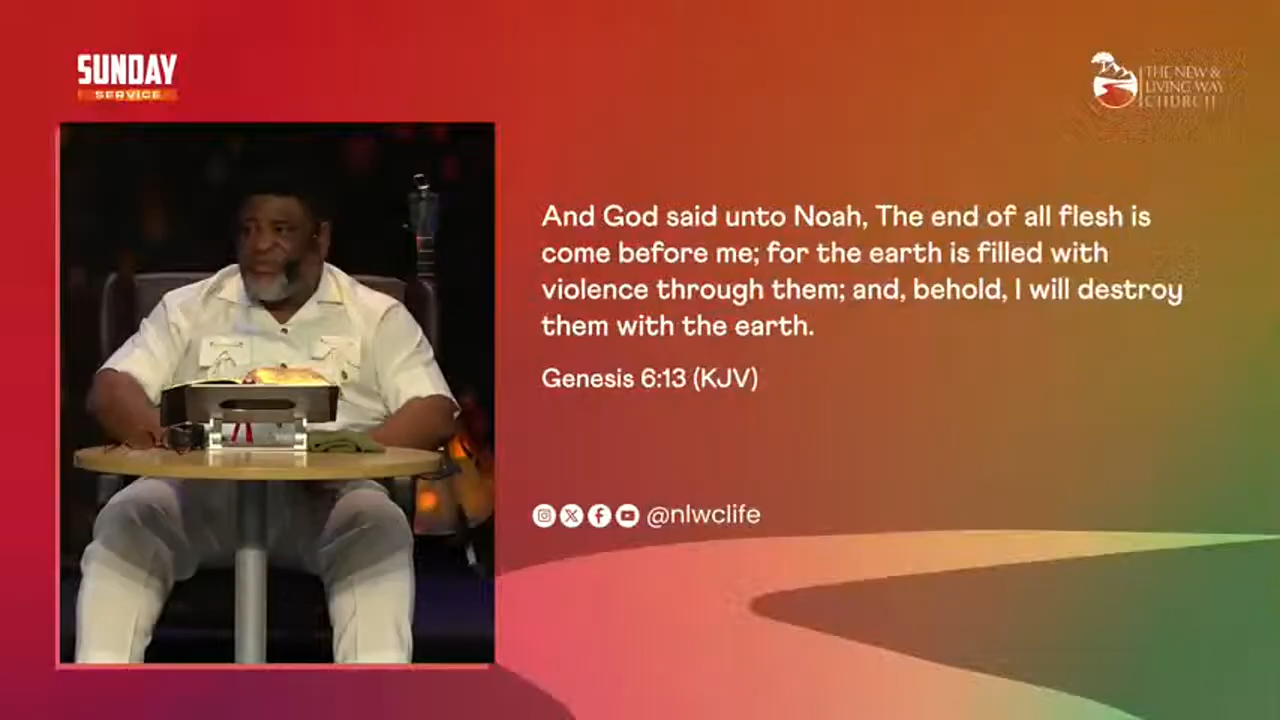 SUNDAY
SERVICE
THE NEW &
LIVING WAY
CHURCH
And God said unto Noah, The end of all flesh is
come before me; for the earth is filled with
violence through them; and, behold, I will destroy
them with the earth.
Genesis 6:13 (KJV)
@nlwclife